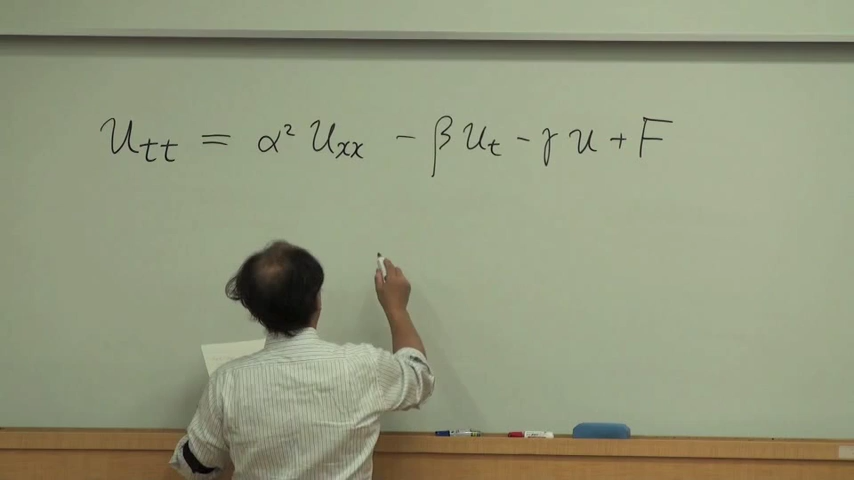 u_tt = α² u_xx − β u_t − γ u + F